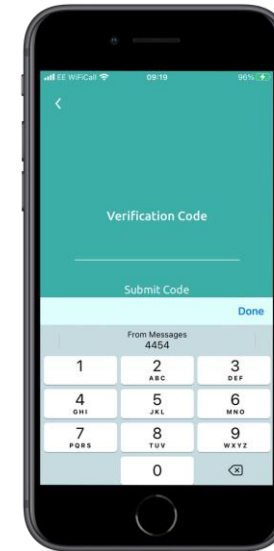 EE WiFiCall 09:19 96%
Verification Code
Submit Code
Done
From Messages
4454
1 2 3
ABC DEF
4 5 6
GHI JKL MNO
7 8 9
PQRS TUV WXYZ
0